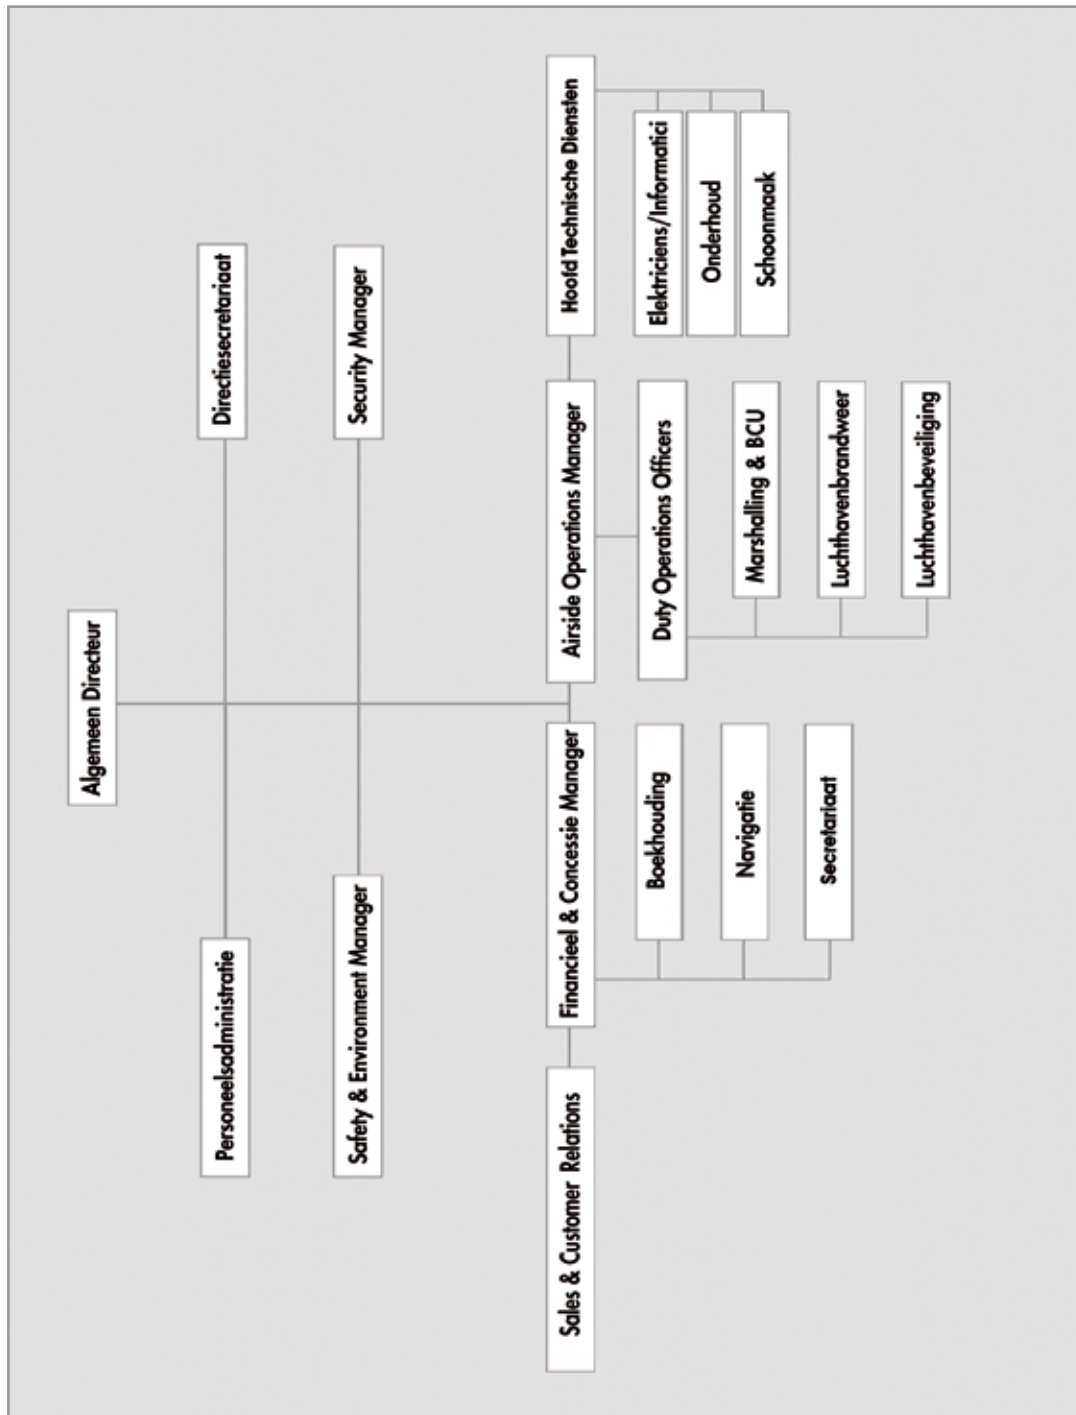 Algemeen Directeur
Personeelsadministratie
Directiesecretariaat
Safety & Environment Manager
Security Manager
Sales & Customer Relations
Financieel & Concessie Manager
Airside Operations Manager
Hoofd Technische Diensten
Boekhouding
Navigatie
Secretariaat
Duty Operations Officers
Marshalling & BCU
Luchthavenbrandweer
Luchthavenbeveiliging
Elektriciens/Informatici
Onderhoud
Schoonmaak